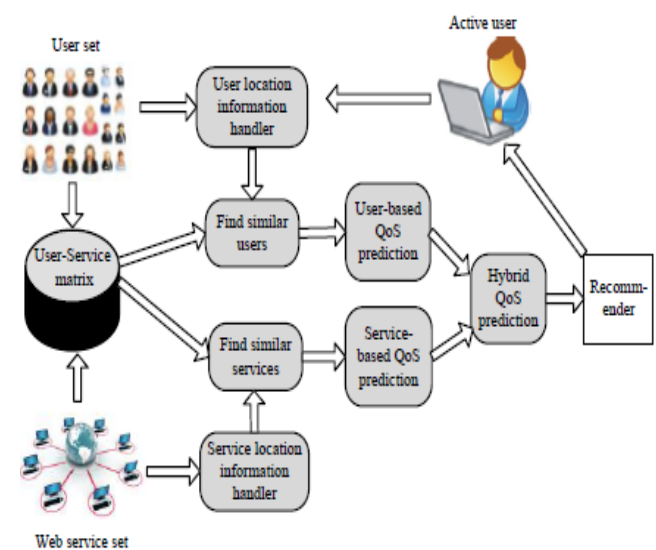 Active user
User set
User location
information
handler
Find similar
users
User-based
QoS
prediction
User-Service
matrix
Hybrid
QoS
prediction
Recomm-
ender
Find similar
services
Service-
based QoS
prediction
Service location
information
handler
Web service set